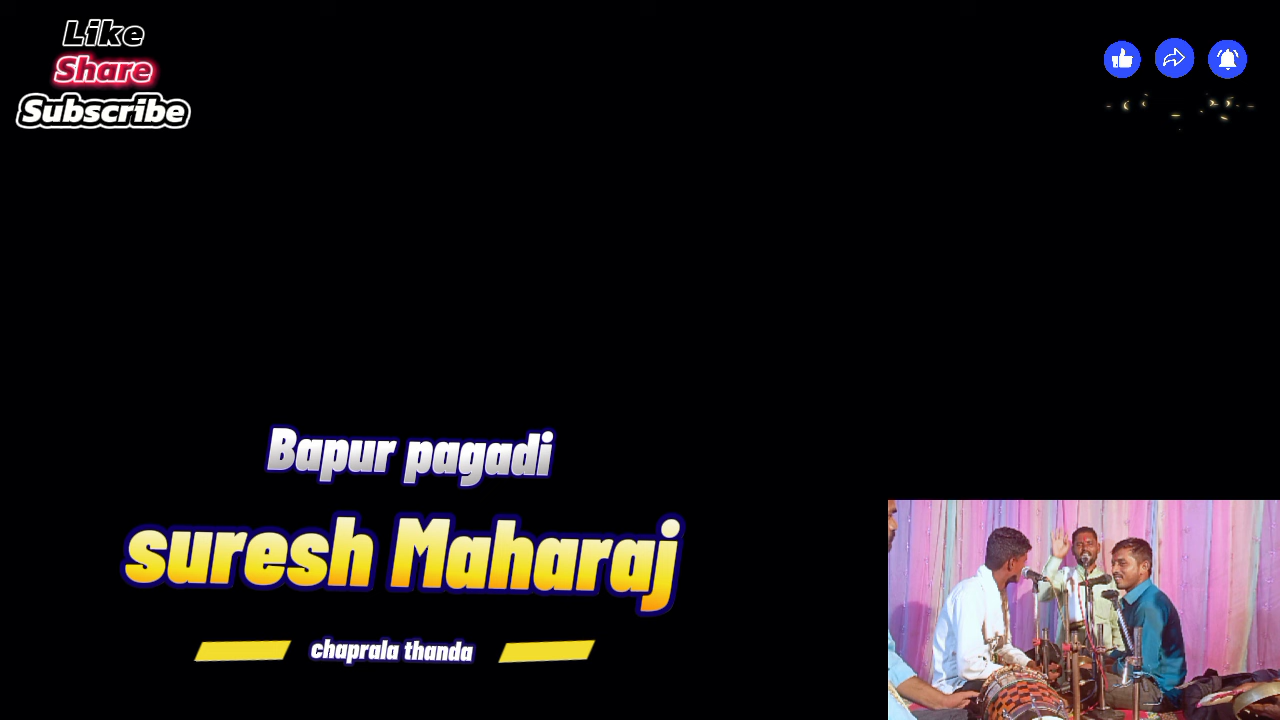 Like
Share
Subscribe
Bapur pagadi
suresh Maharaj
chaprala thanda